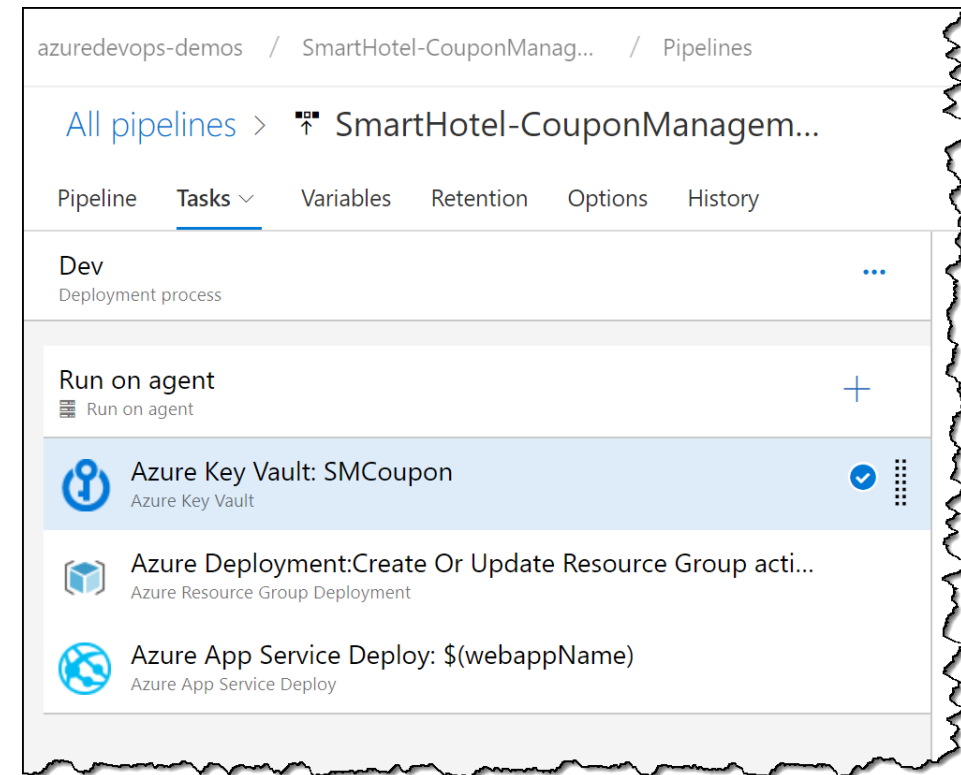 azuredevops-demos / SmartHotel-CouponManag... / Pipelines
All pipelines > SmartHotel-CouponManagem...
Pipeline Tasks Variables Retention Options History
Dev
Deployment process
Run on agent
Run on agent
Azure Key Vault: SMCoupon
Azure Key Vault
Azure Deployment:Create Or Update Resource Group acti...
Azure Resource Group Deployment
Azure App Service Deploy: $(webappName)
Azure App Service Deploy